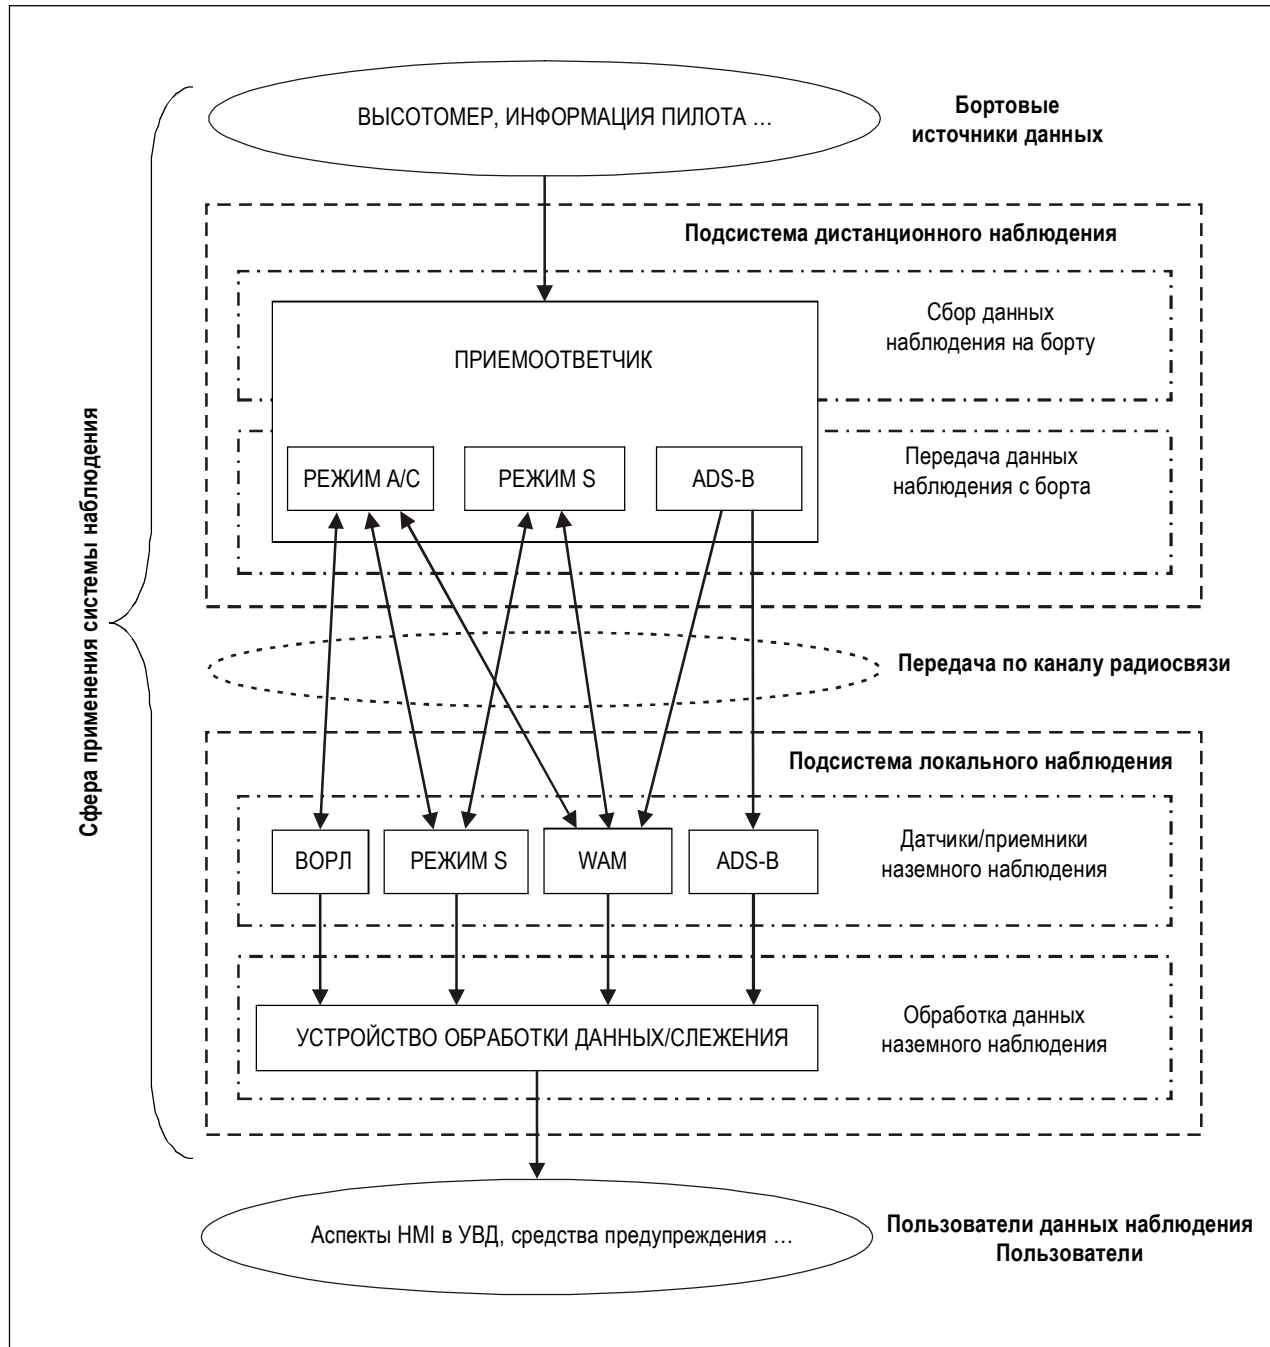 ВЫСОТОМЕР, ИНФОРМАЦИЯ ПИЛОТА ...
Бортовые
источники данных
Подсистема дистанционного наблюдения
Сбор данных
наблюдения на борту
ПРИЕМООТВЕТЧИК
Передача данных
наблюдения с борта
РЕЖИМ A/C
РЕЖИМ S
ADS-B
Сфера применения системы наблюдения
Передача по каналу радиосвязи
Подсистема локального наблюдения
Датчики/приемники
наземного наблюдения
ВОРЛ
РЕЖИМ S
WAM
ADS-B
Обработка данных
наземного наблюдения
УСТРОЙСТВО ОБРАБОТКИ ДАННЫХ/СЛЕЖЕНИЯ
Аспекты HMI в УВД, средства предупреждения ...
Пользователи данных наблюдения
Пользователи